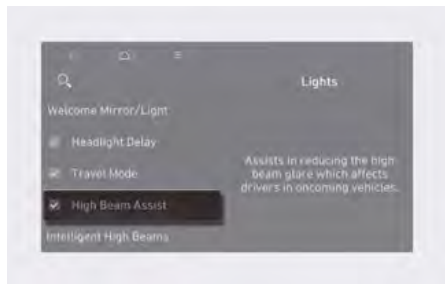 Lights
Welcome Mirror/Light
Headlight Delay
Travel Mode
High Beam Assist
Intelligent High Beams
Assists in reducing the high
beam glare which affects
drivers in oncoming vehicles.